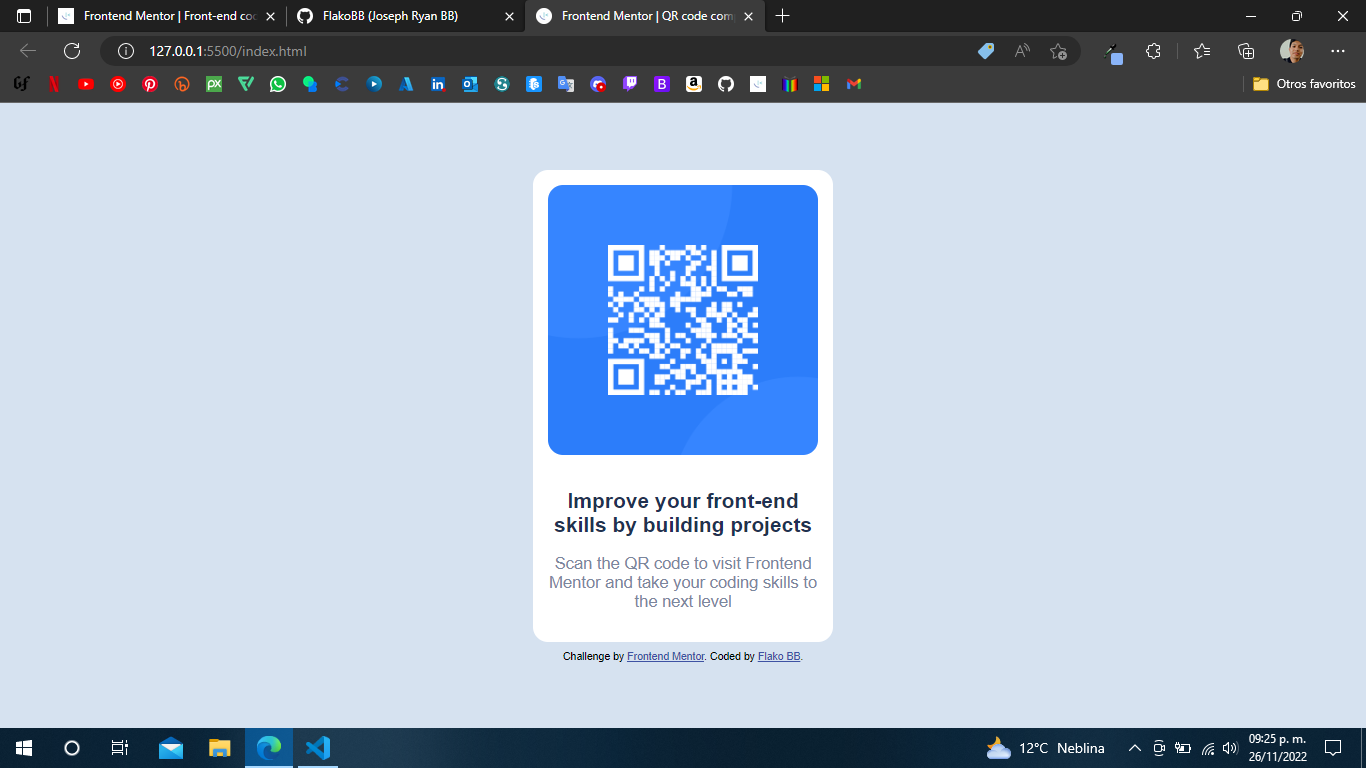 Frontend Mentor | Front-end coc
FlakoBB (Joseph Ryan BB)
Frontend Mentor | QR code com
127.0.0.1:5500/index.html
Otros favoritos
Improve your front-end
skills by building projects
Scan the QR code to visit Frontend
Mentor and take your coding skills to
the next level
Challenge by Frontend Mentor. Coded by Flako BB.
12°C Neblina
09:25 p. m.
26/11/2022